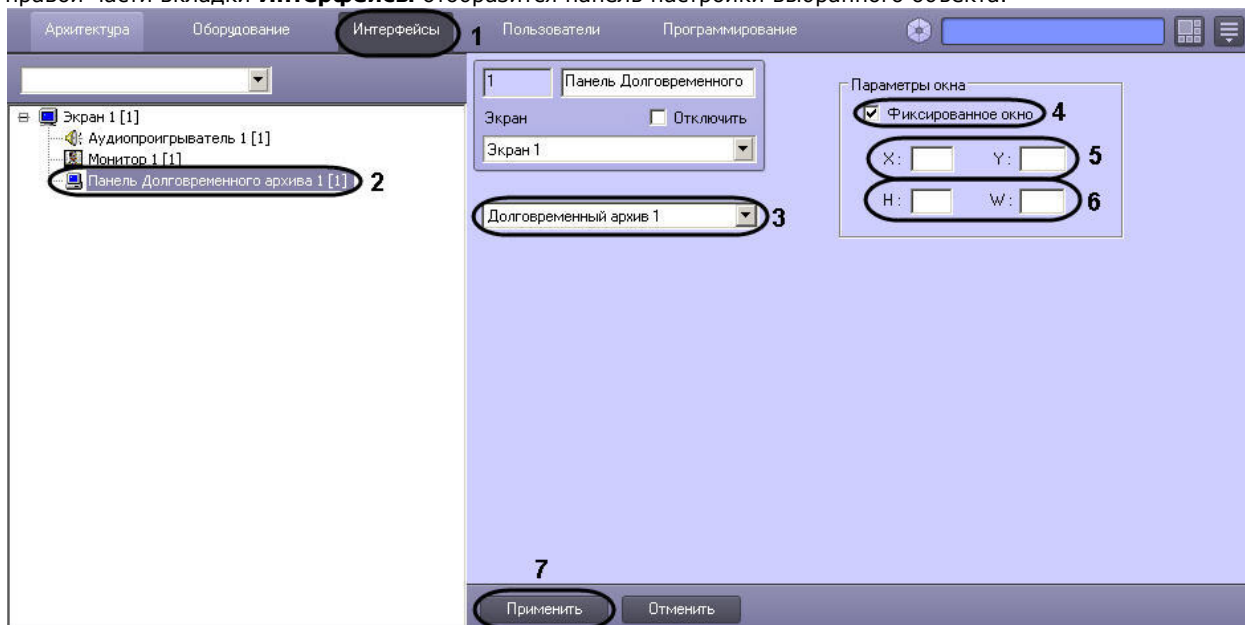 правой части вкладки Интерфейсы отобразится панель настройки выбранного объекта.
Архитектура Оборудование Интерфейсы 1 Пользователи Программирование
1 Панель Долговременного
Экран Отключить
Экран 1
Экран 1 [1]
Аудиопроигрыватель 1 [1]
Монитор 1 [1]
Панель Долговременного архива 1 [1] 2
Долговременный архив 1 3
Параметры окна
Фиксированное окно 4
X: Y: 5
H: W: 6
7
Применить Отменить